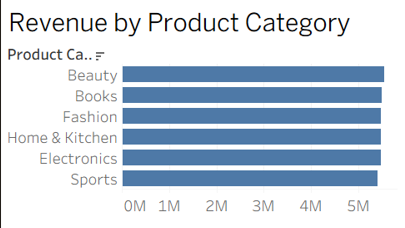 Revenue by Product Category
Product Ca..
Beauty
Books
Fashion
Home & Kitchen
Electronics
Sports
0M 1M 2M 3M 4M 5M